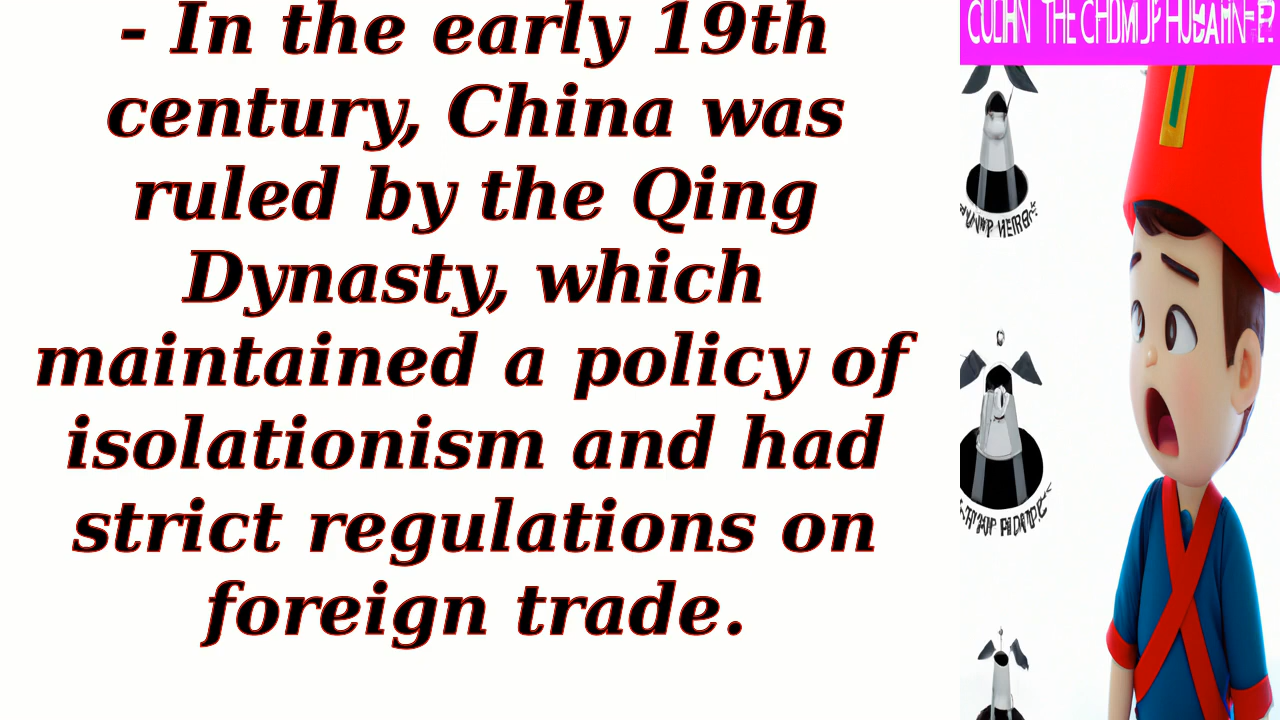 - In the early 19th
century, China was
ruled by the Qing
Dynasty, which
maintained a policy of
isolationism and had
strict regulations on
foreign trade.